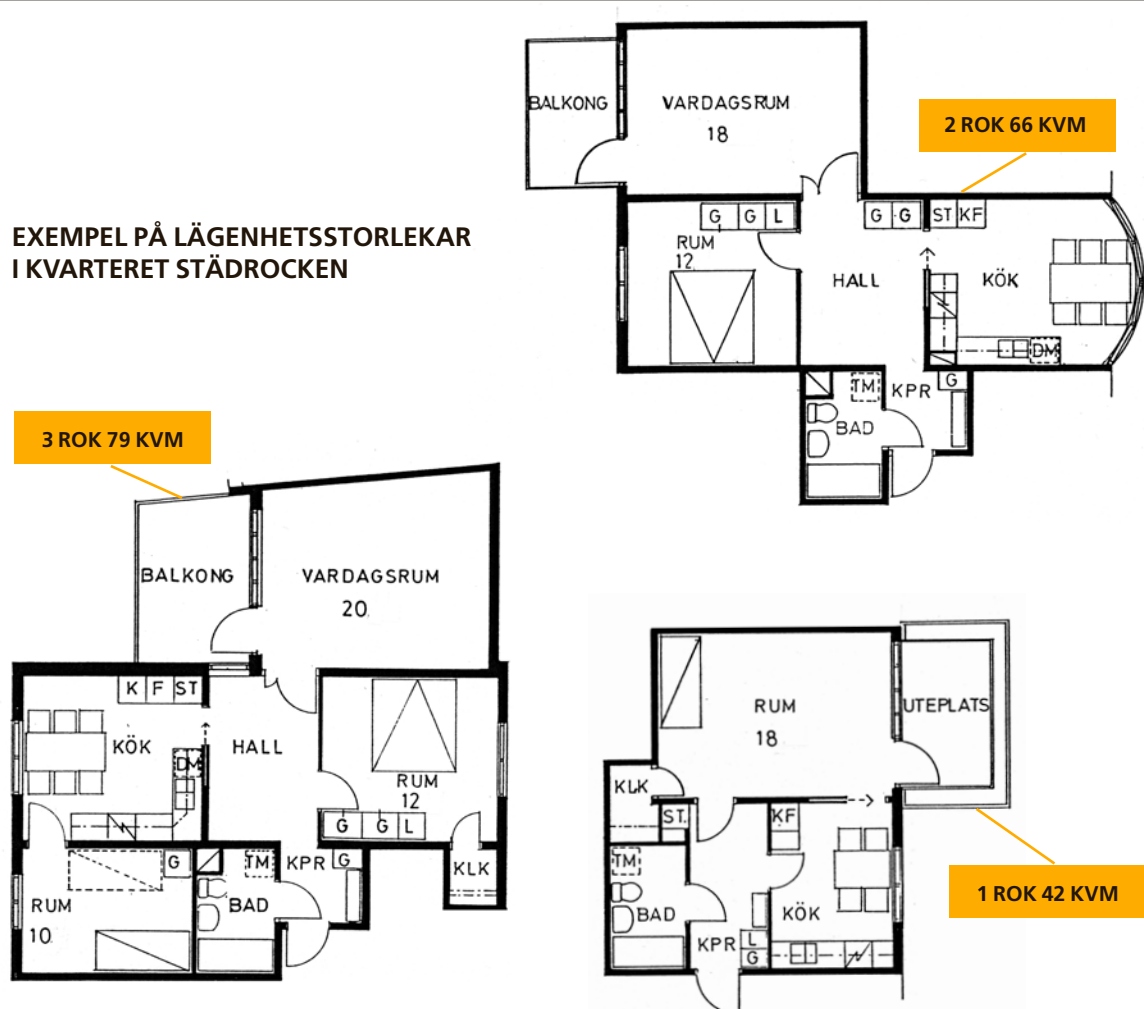 BALKONG
VARDAGSRUM
18
2 ROK 66 KVM
G G L
G G
ST KF
EXEMPEL PÅ LÄGENHETSSTORLEKAR
I KVARTERET STÄDROCKEN
RUM
12
HALL
KÖK
DM
TM
KPR
G
BAD
3 ROK 79 KVM
BALKONG
VARDAGSRUM
20
K F ST
KÖK
HALL
DM
RUM
12
G G L
G
TM
KPR
G
KLK
RUM
10
BAD
RUM
18
UTEPLATS
KLK
ST.
KF
TM
BAD
KÖK
KPR
L
G
1 ROK 42 KVM